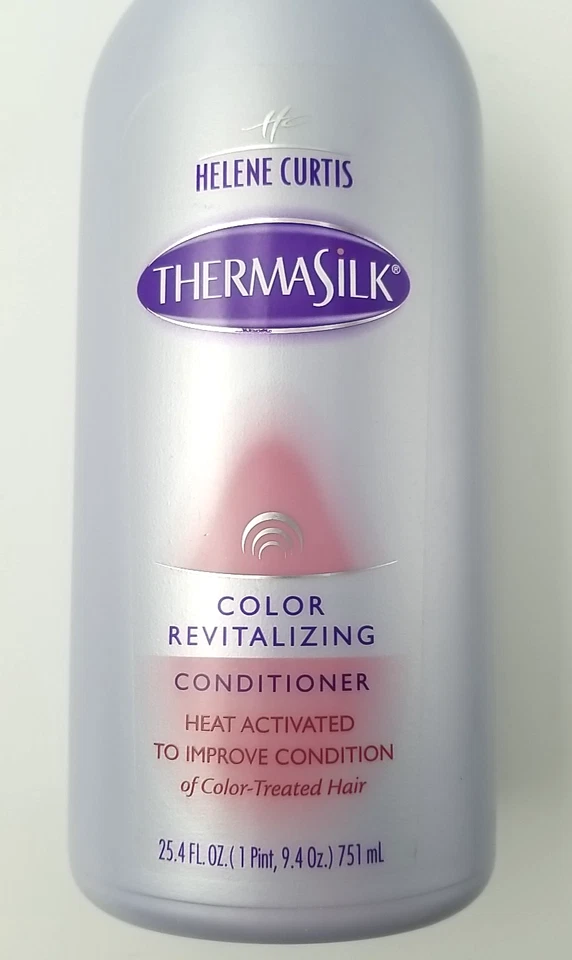 HELENE CURTIS
THERMASILK®
COLOR
REVITALIZING
CONDITIONER
HEAT ACTIVATED
TO IMPROVE CONDITION
of Color-Treated Hair
25.4 FL. OZ. ( 1 Pint, 9.4 Oz.) 751 mL